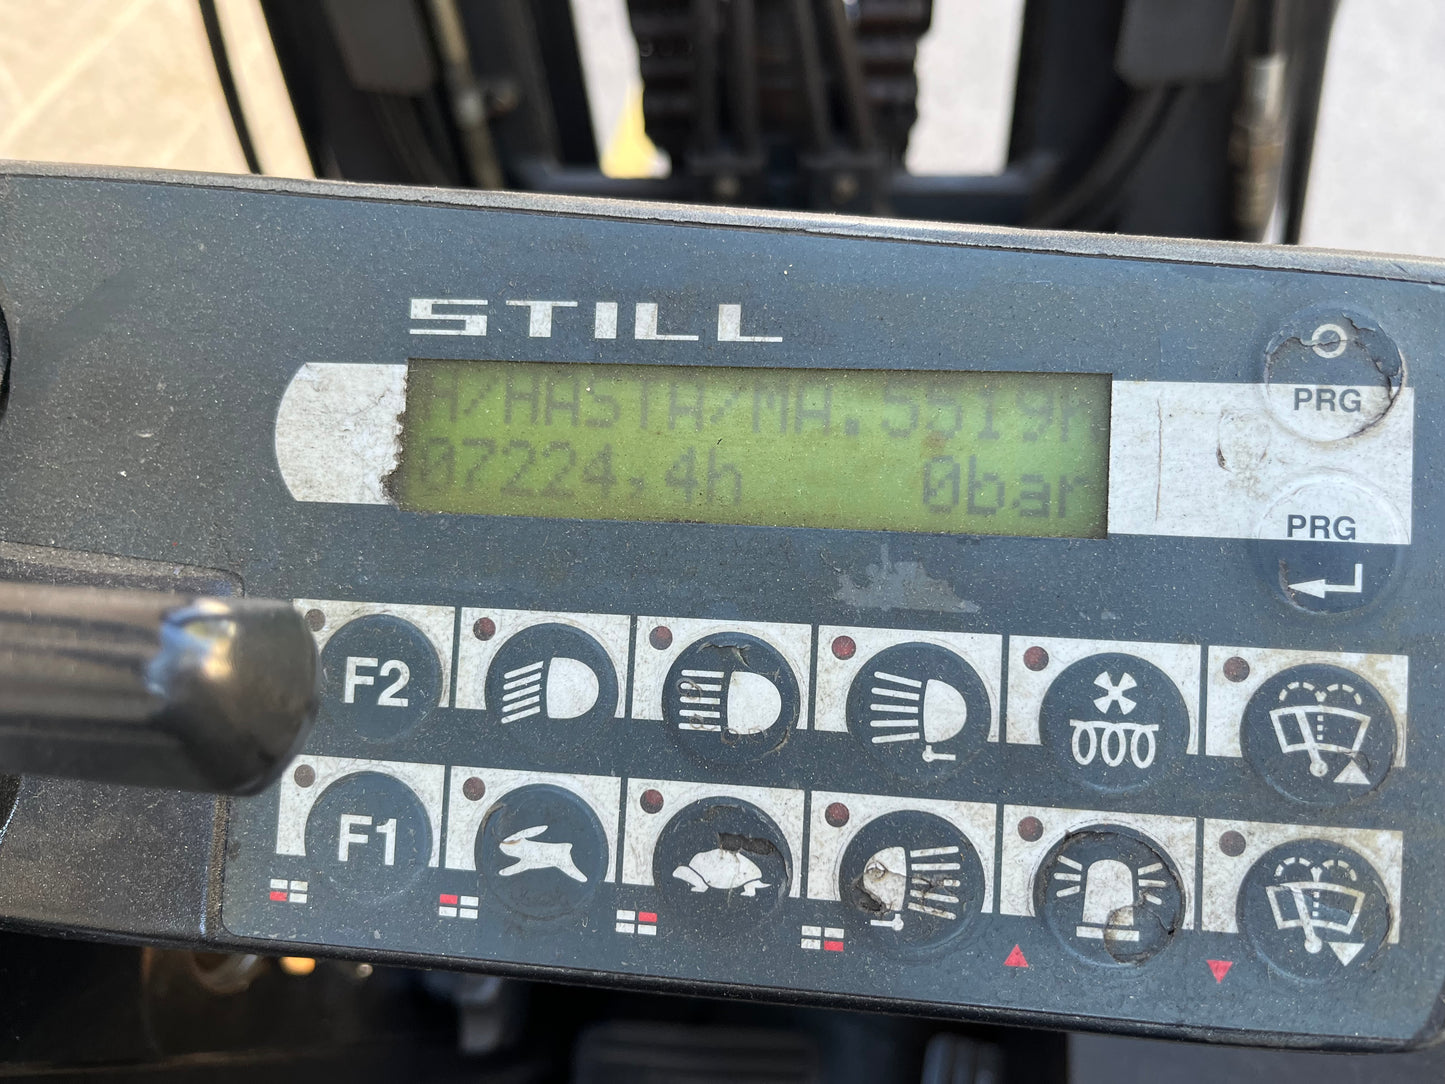 STILL
A/HASTA/MA.5519K
07224,4h 0bar
PRG
PRG
F2
F1